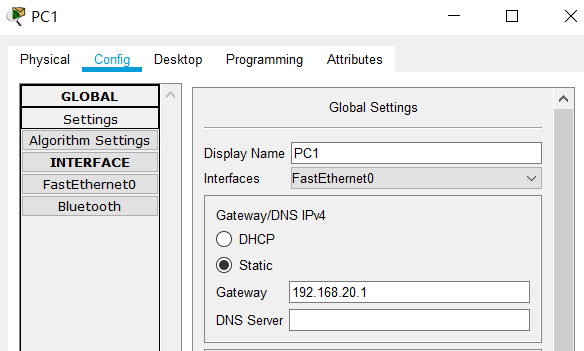 PC1
Physical Config Desktop Programming Attributes
GLOBAL
Settings
Algorithm Settings
INTERFACE
FastEthernet0
Bluetooth
Global Settings
Display Name PC1
Interfaces FastEthernet0
Gateway/DNS IPv4
DHCP
Static
Gateway 192.168.20.1
DNS Server